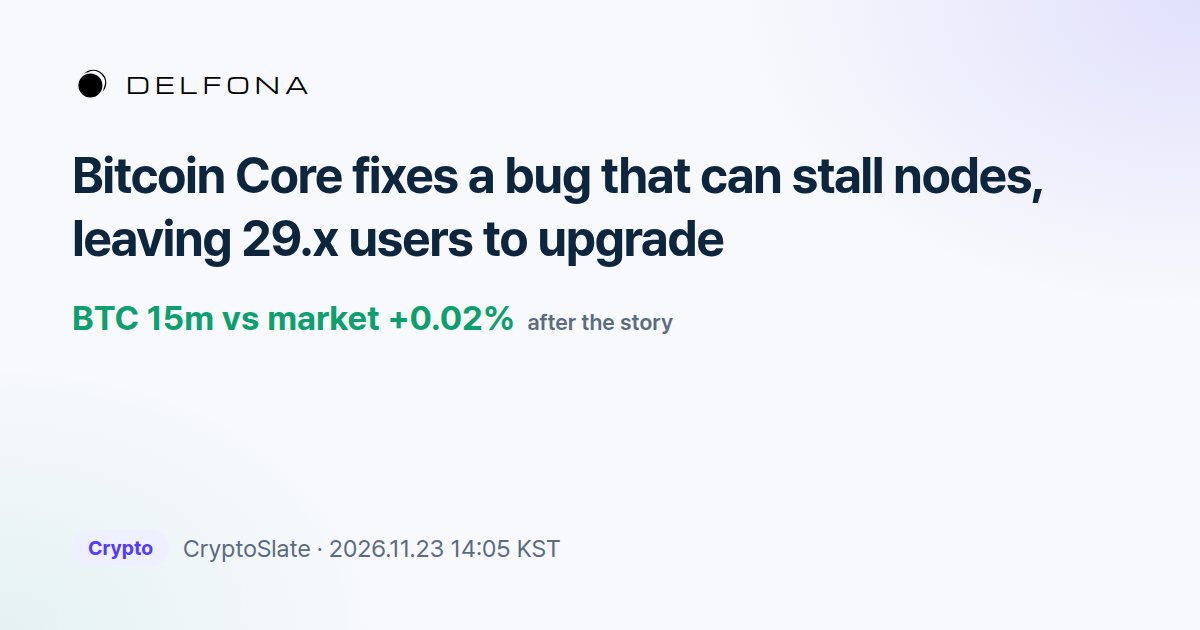 DELFONA
Bitcoin Core fixes a bug that can stall nodes,
leaving 29.x users to upgrade
BTC 15m vs market +0.02% after the story
Crypto CryptoSlate · 2026.11.23 14:05 KST